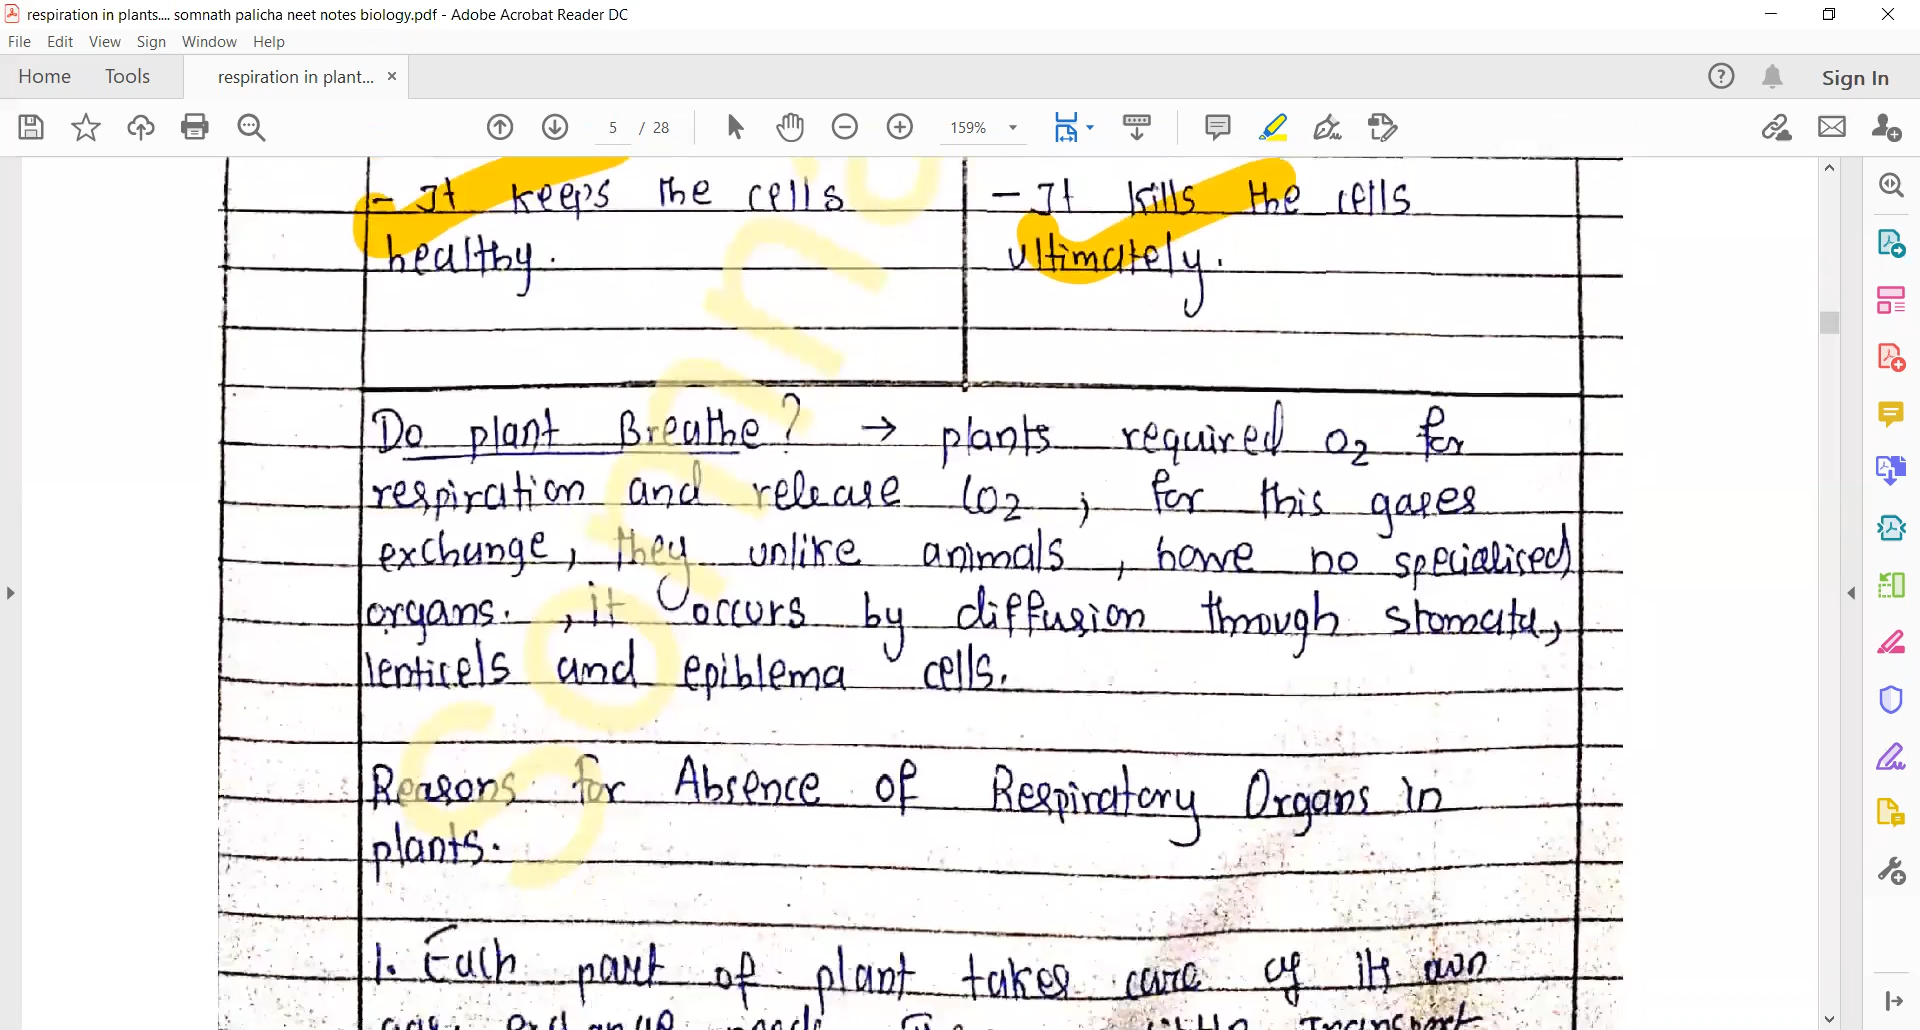 respiration in plants.... somnath palicha neet notes biology.pdf - Adobe Acrobat Reader DC
File Edit View Sign Window Help
Home Tools respiration in plant... ×
Sign In
5 / 28 159%
- It keeps the cells
healthy.
- It kills the cells
ultimately.
Do plant Breathe? → plants required O2 for
respiration and release CO2, for this gases
exchange, they unlike animals, have no specialised
organs. , it occurs by diffusion through stomata,
lenticels and epiblema cells.
Reasons for Absence of Respiratory Organs in
plants.
1. Each part of plant takes care of its own
Somna